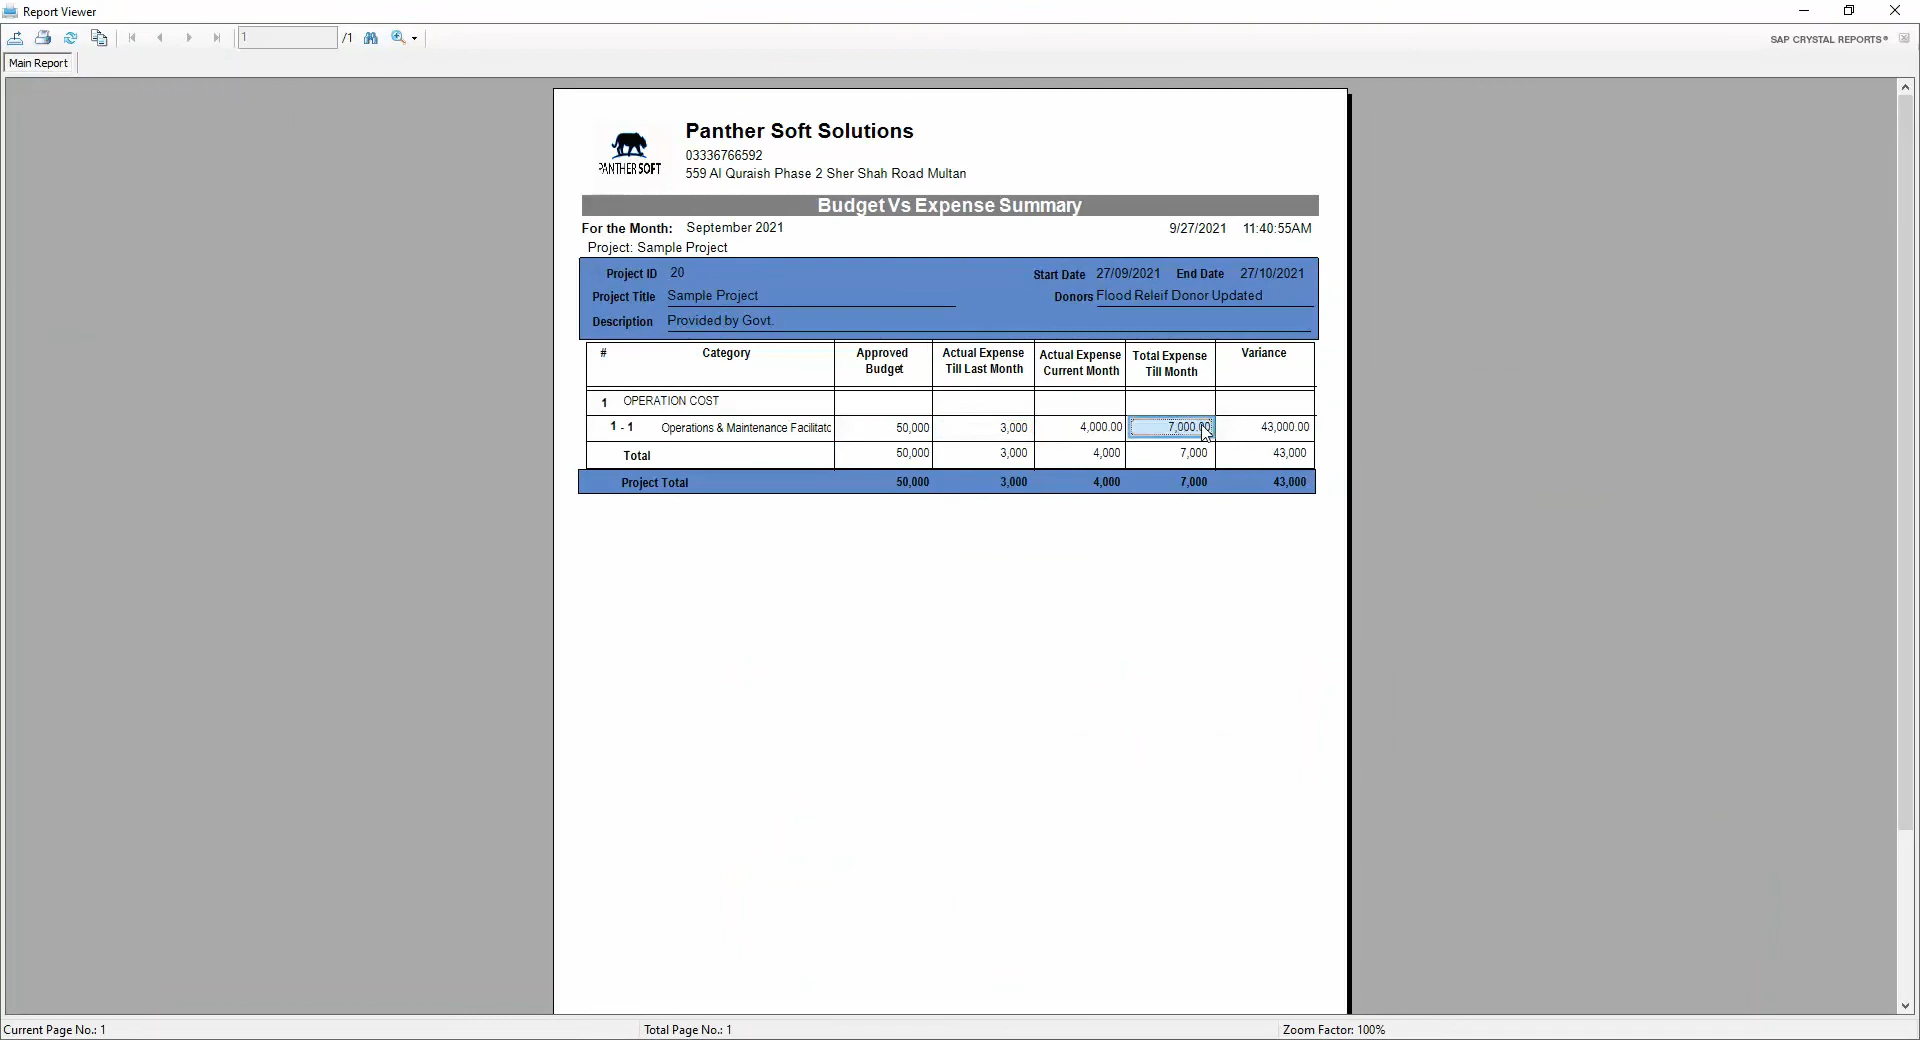 Report Viewer
1 /1
SAP CRYSTAL REPORTS®
Main Report
PANTHER SOFT
Panther Soft Solutions
03336766592
559 Al Quraish Phase 2 Sher Shah Road Multan
Budget Vs Expense Summary
For the Month: September 2021 9/27/2021 11:40:55AM
Project: Sample Project
Project ID 20 Start Date 27/09/2021 End Date 27/10/2021
Project Title Sample Project Donors Flood Releif Donor Updated
Description Provided by Govt.
# Category Approved Budget Actual Expense Till Last Month Actual Expense Current Month Total Expense Till Month Variance
1 OPERATION COST
1 - 1 Operations & Maintenance Facilitatc 50,000 3,000 4,000.00 7,000.00 43,000.00
Total 50,000 3,000 4,000 7,000 43,000
Project Total 50,000 3,000 4,000 7,000 43,000
Current Page No.: 1 Total Page No.: 1 Zoom Factor: 100%